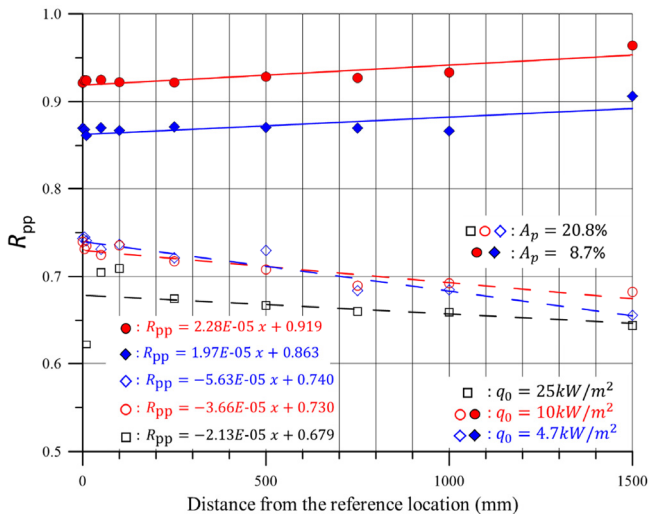 1.0
0.9
0.8
0.7
0.6
0.5
R_pp
: A_p = 20.8%
: A_p = 8.7%
: R_pp = 2.28E-05 x + 0.919
: R_pp = 1.97E-05 x + 0.863
: R_pp = −5.63E-05 x + 0.740
: R_pp = −3.66E-05 x + 0.730
: R_pp = −2.13E-05 x + 0.679
: q_0 = 25kW/m²
: q_0 = 10kW/m²
: q_0 = 4.7kW/m²
0 500 1000 1500
Distance from the reference location (mm)